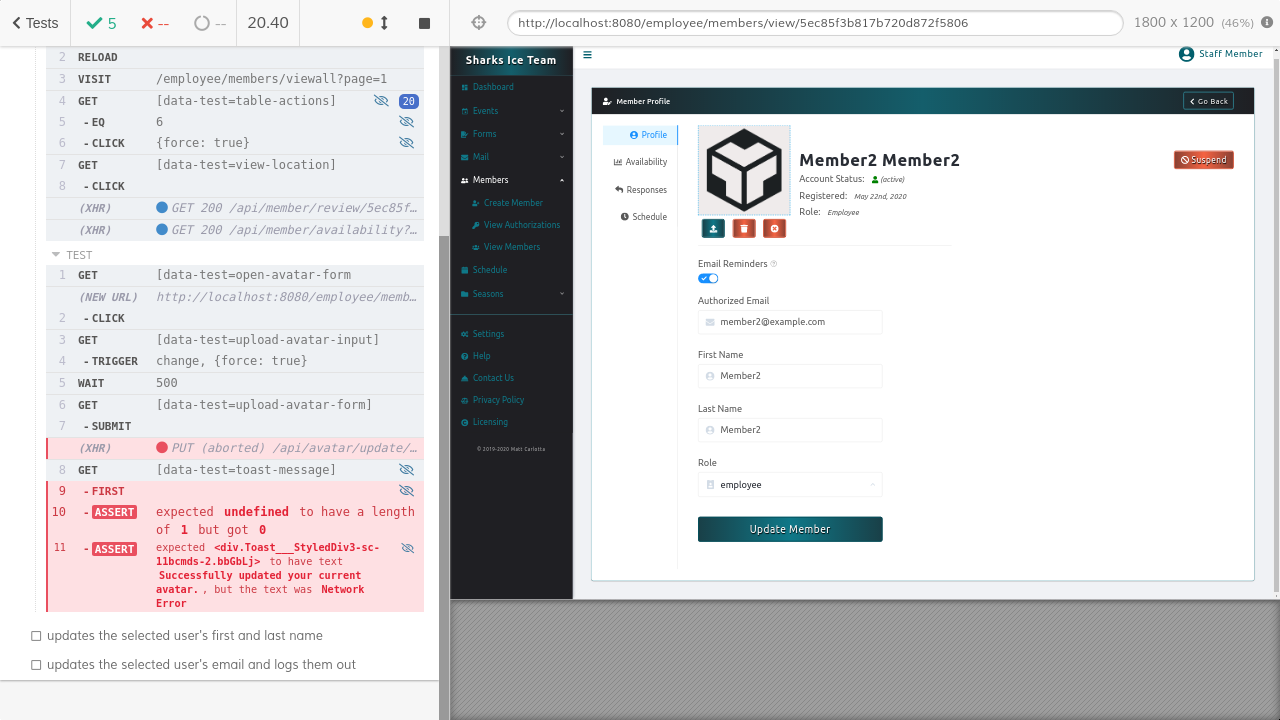 Tests 5 -- -- 20.40
http://localhost:8080/employee/members/view/5ec85f3b817b720d872f5806 1800 x 1200 (46%)
2 RELOAD
3 VISIT /employee/members/viewall?page=1
4 GET [data-test=table-actions] 20
5 -EQ 6
6 -CLICK {force: true}
7 GET [data-test=view-location]
8 -CLICK
(XHR) GET 200 /api/member/review/5ec85f…
(XHR) GET 200 /api/member/availability?…
TEST
1 GET [data-test=open-avatar-form
(NEW URL) http://localhost:8080/employee/memb…
2 -CLICK
3 GET [data-test=upload-avatar-input]
4 -TRIGGER change, {force: true}
5 WAIT 500
6 GET [data-test=upload-avatar-form]
7 -SUBMIT
(XHR) PUT (aborted) /api/avatar/update/…
8 GET [data-test=toast-message]
9 -FIRST
10 -ASSERT expected undefined to have a length
of 1 but got 0
11 -ASSERT expected <div.Toast___StyledDiv3-sc-
11bcmds-2.bbGbLj> to have text
Successfully updated your current
avatar. , but the text was Network
Error
updates the selected user's first and last name
updates the selected user's email and logs them out
Sharks Ice Team
Dashboard
Events
Forms
Mail
Members
Create Member
View Authorizations
View Members
Schedule
Seasons
Settings
Help
Contact Us
Privacy Policy
Licensing
© 2019-2020 Matt Carlotta
Staff Member
Member Profile
Go Back
Profile
Availability
Responses
Schedule
Member2 Member2
Account Status: (active)
Registered: May 22nd, 2020
Role: Employee
Suspend
Email Reminders
Authorized Email
member2@example.com
First Name
Member2
Last Name
Member2
Role
employee
Update Member